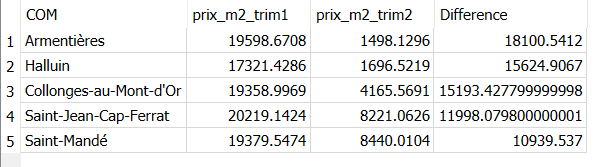 COM prix_m2_trim1 prix_m2_trim2 Difference
1 Armentières 19598.6708 1498.1296 18100.5412
2 Halluin 17321.4286 1696.5219 15624.9067
3 Collonges-au-Mont-d'Or 19358.9969 4165.5691 15193.427799999998
4 Saint-Jean-Cap-Ferrat 20219.1424 8221.0626 11998.079800000001
5 Saint-Mandé 19379.5474 8440.0104 10939.537